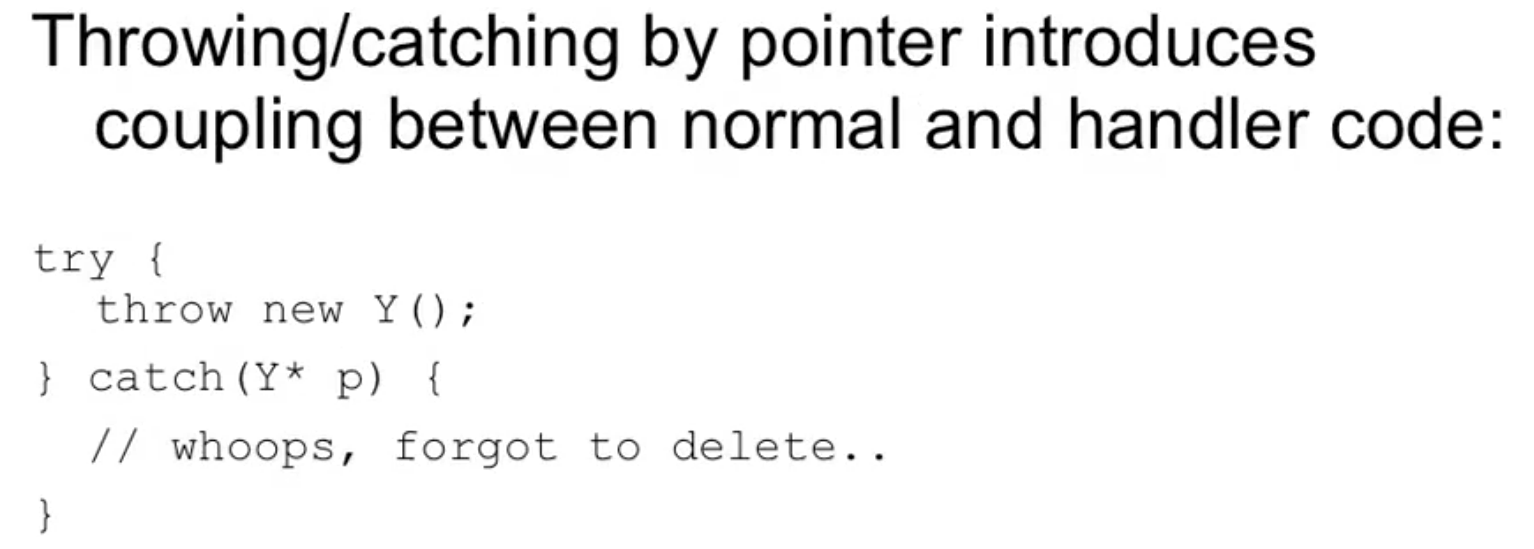 Throwing/catching by pointer introduces
coupling between normal and handler code:
try {
throw new Y();
} catch(Y* p) {
// whoops, forgot to delete..
}